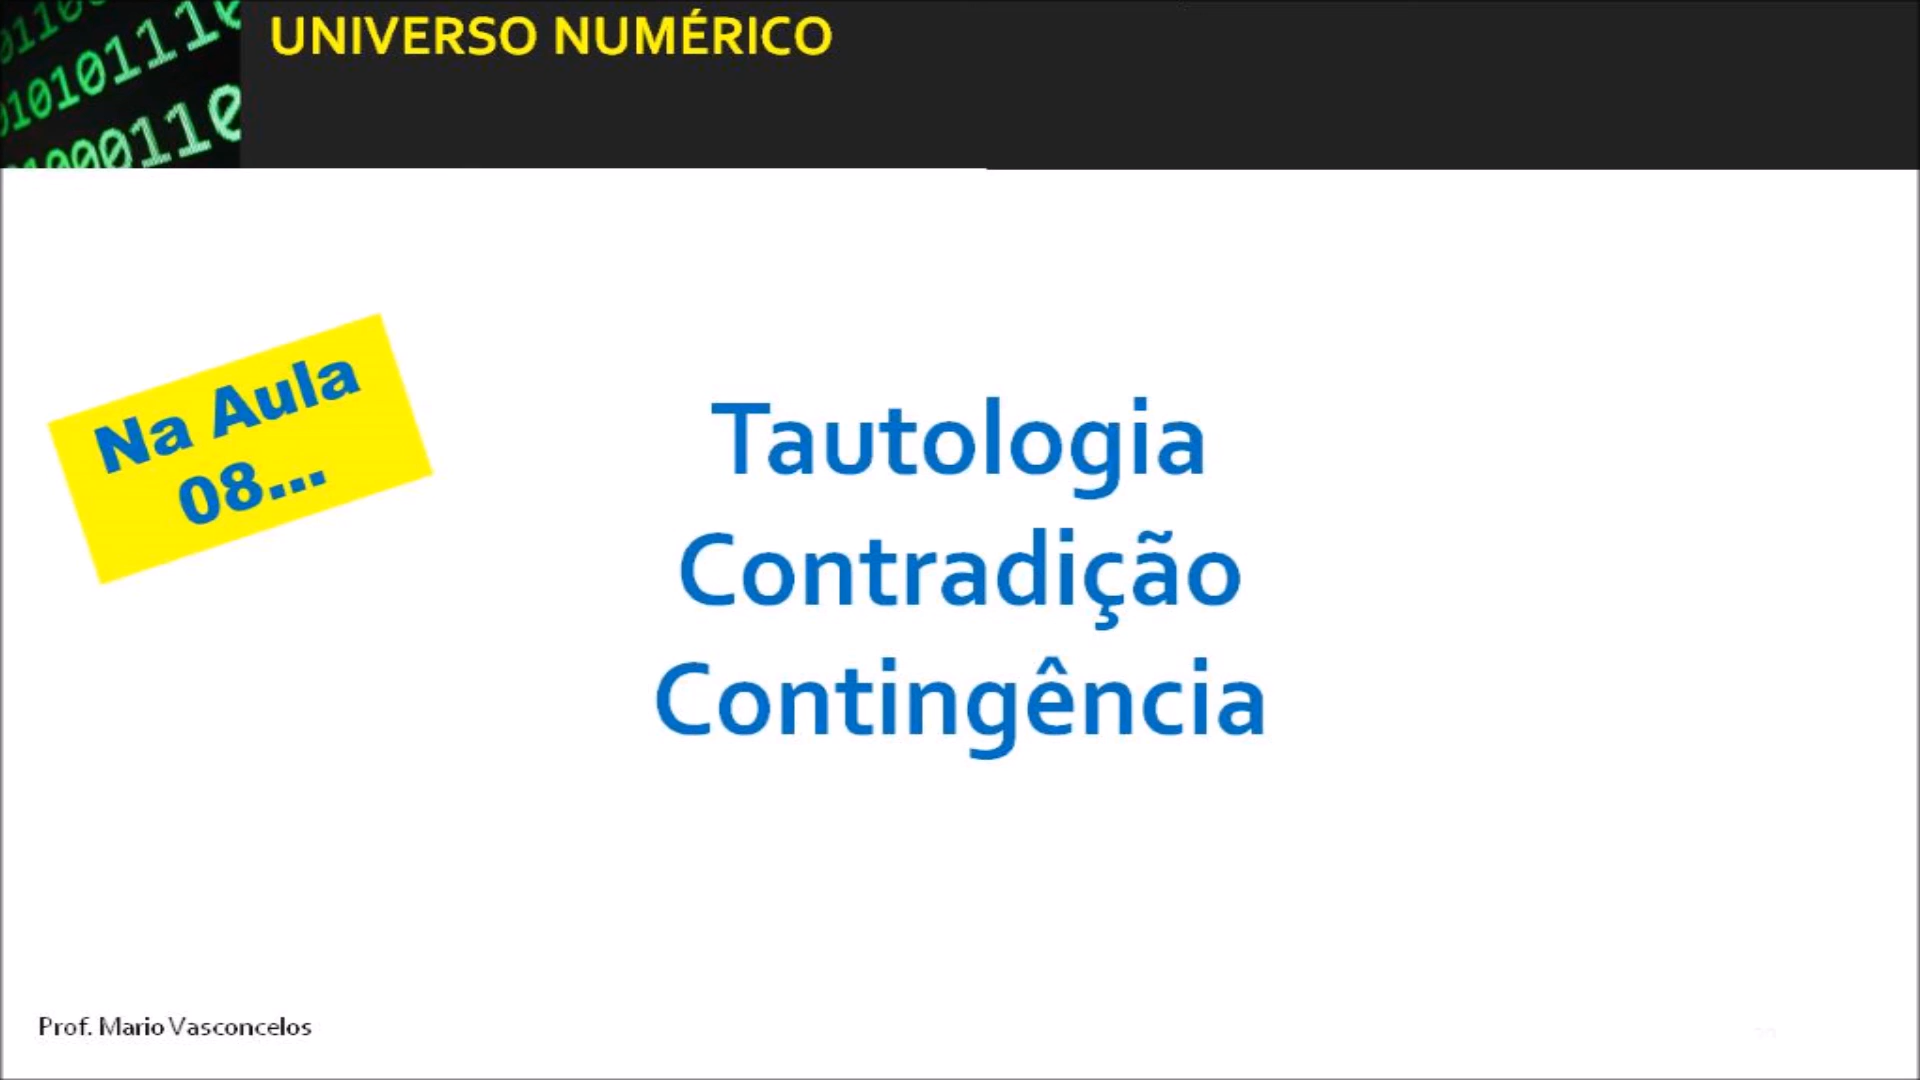 UNIVERSO NUMÉRICO
Na Aula
08...
Tautologia
Contradição
Contingência
Prof. Mario Vasconcelos